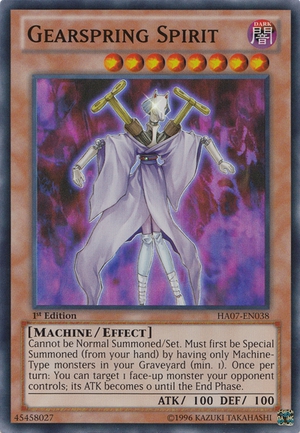 GEARSPRING SPIRIT
DARK
闇
1st Edition
HA07-EN038
[MACHINE / EFFECT]
Cannot be Normal Summoned/Set. Must first be Special
Summoned (from your hand) by having only Machine-
Type monsters in your Graveyard (min. 1). Once per
turn: You can target 1 face-up monster your opponent
controls; its ATK becomes 0 until the End Phase.
ATK/ 100 DEF/ 100
45458027
©1996 KAZUKI TAKAHASHI